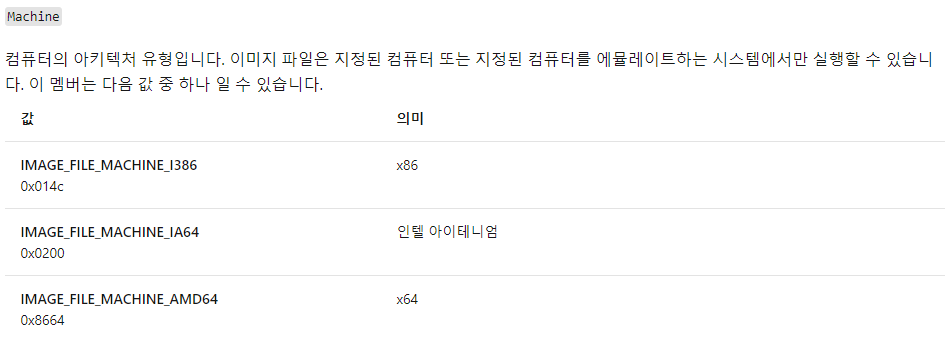 Machine
컴퓨터의 아키텍처 유형입니다. 이미지 파일은 지정된 컴퓨터 또는 지정된 컴퓨터를 에뮬레이트하는 시스템에서만 실행할 수 있습니
다. 이 멤버는 다음 값 중 하나 일 수 있습니다.
값 의미
IMAGE_FILE_MACHINE_I386 x86
0x014c
IMAGE_FILE_MACHINE_IA64 인텔 아이테니엄
0x0200
IMAGE_FILE_MACHINE_AMD64 x64
0x8664